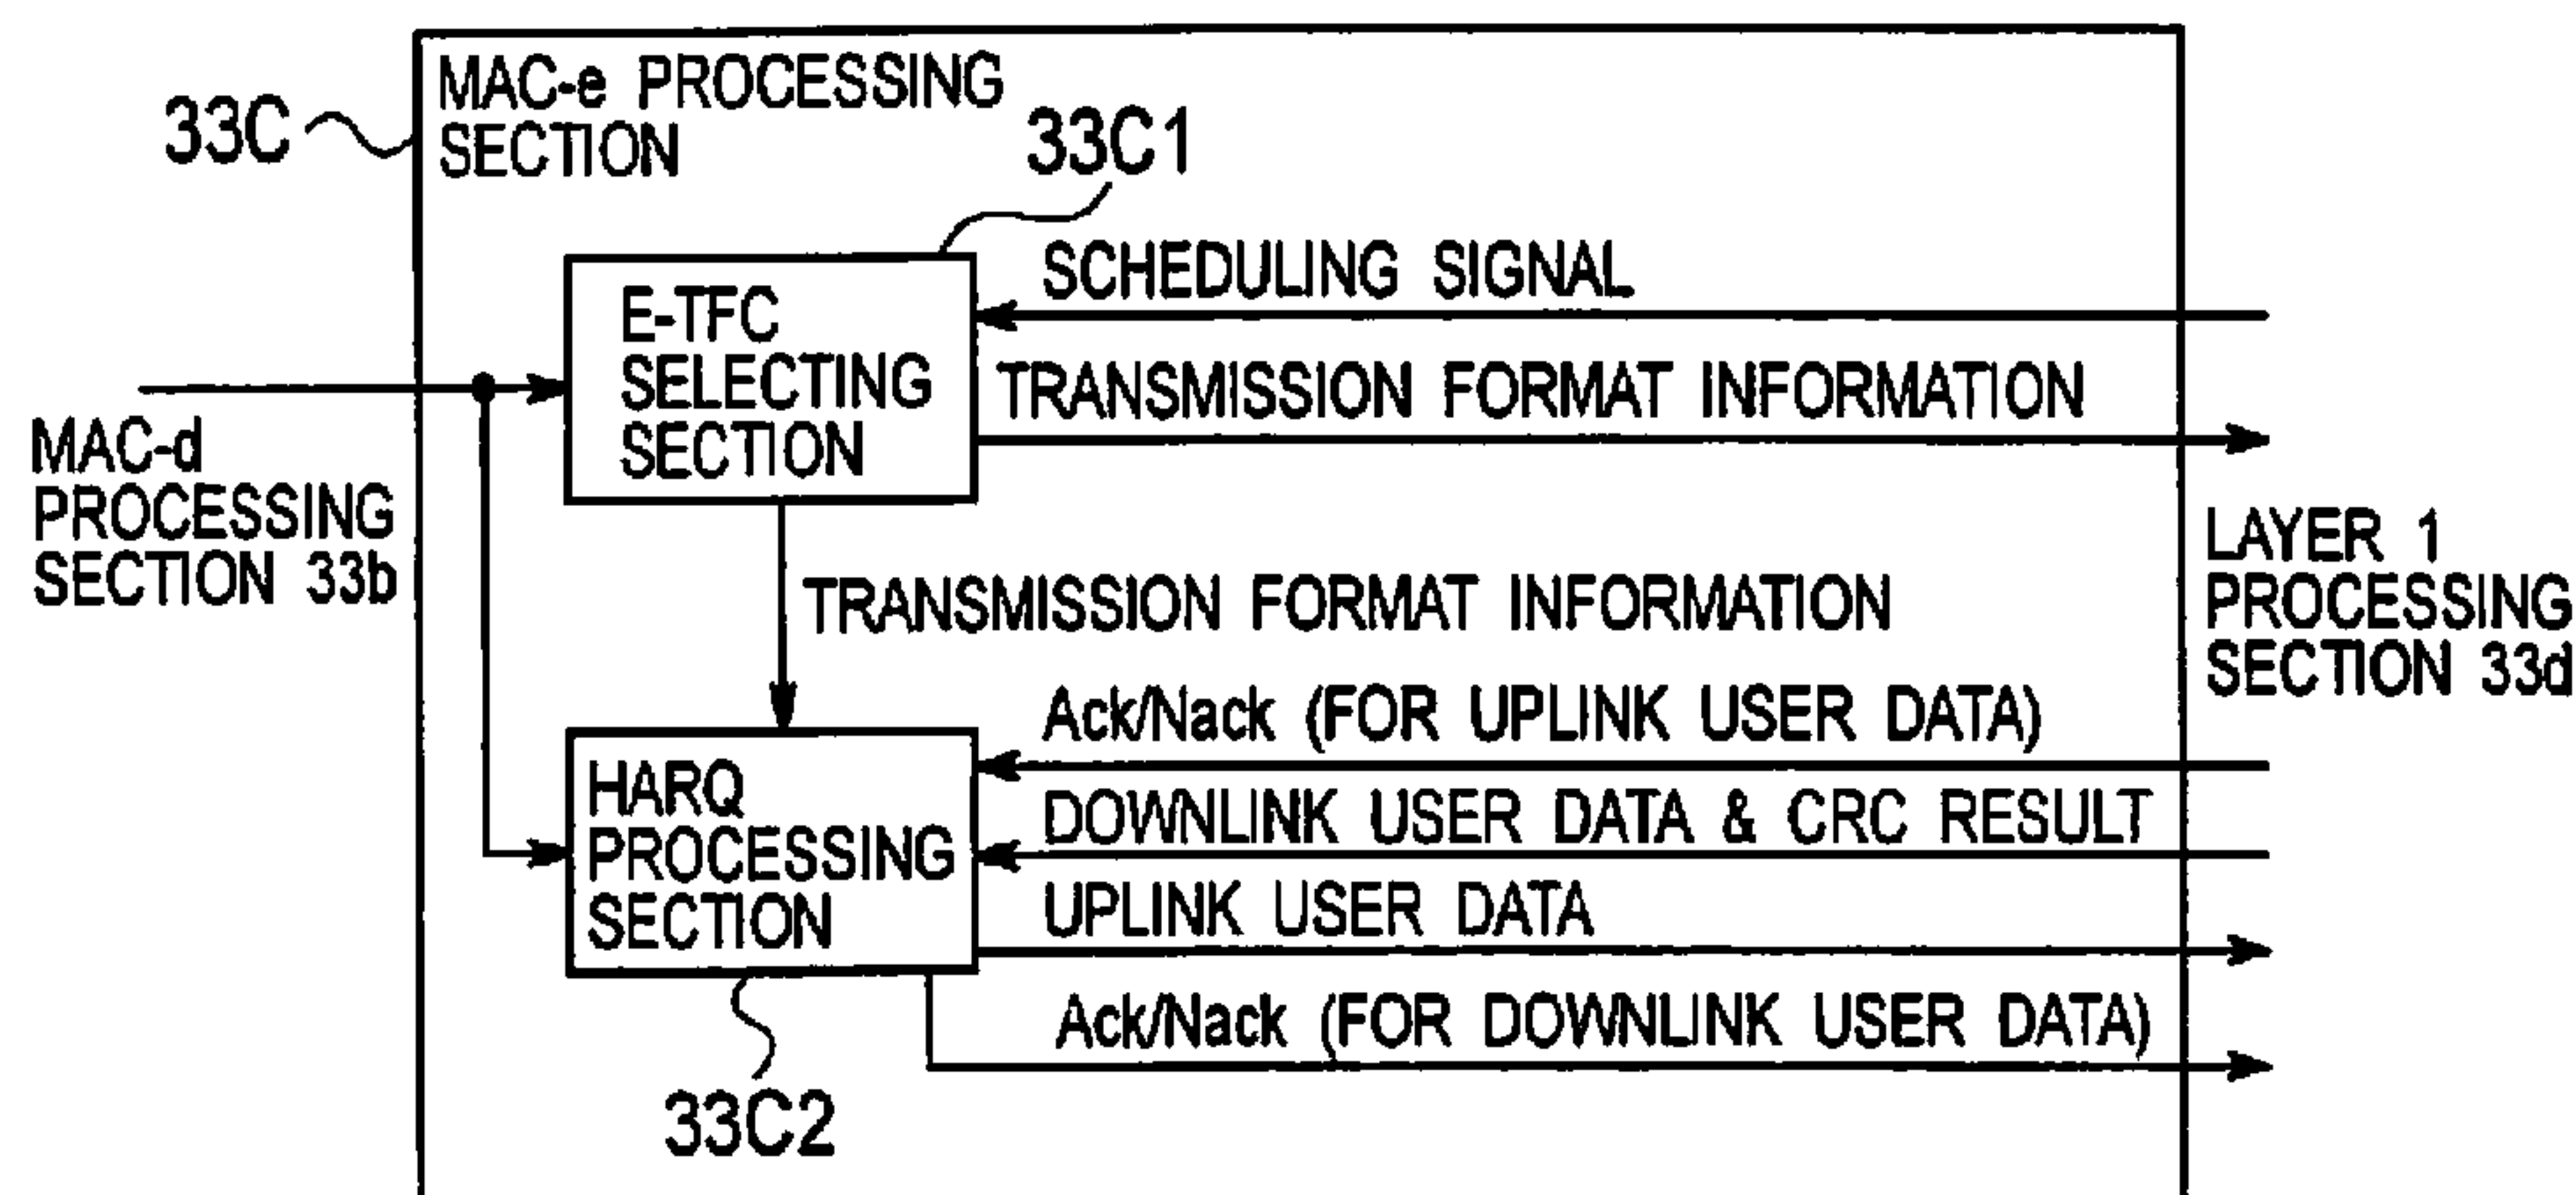 MAC-e PROCESSING
SECTION
33C
33C1
SCHEDULING SIGNAL
E-TFC
SELECTING
SECTION
TRANSMISSION FORMAT INFORMATION
MAC-d
PROCESSING
SECTION 33b
LAYER 1
PROCESSING
SECTION 33d
TRANSMISSION FORMAT INFORMATION
Ack/Nack (FOR UPLINK USER DATA)
HARQ
PROCESSING
SECTION
DOWNLINK USER DATA & CRC RESULT
UPLINK USER DATA
Ack/Nack (FOR DOWNLINK USER DATA)
33C2